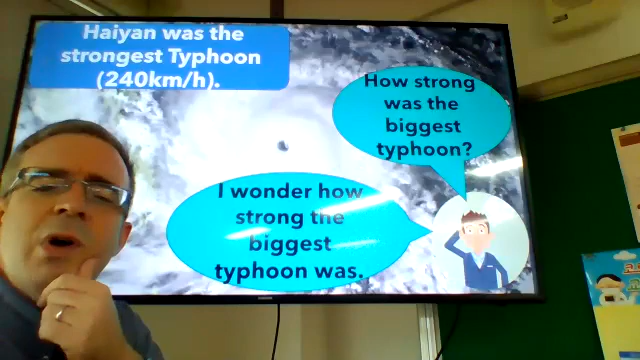 Haiyan was the
strongest Typhoon
(240km/h).
How strong
was the
biggest
typhoon?
I wonder how
strong the
biggest
typhoon was.